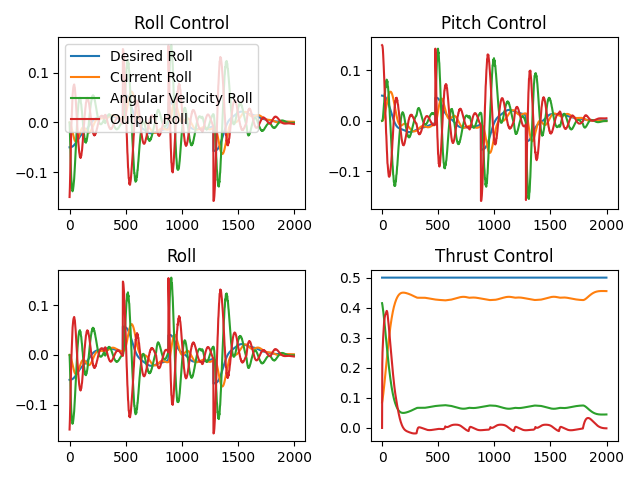 Roll Control
Pitch Control
Desired Roll
Current Roll
Angular Velocity Roll
Output Roll
0.1
0.0
−0.1
0 500 1000 1500 2000
0.1
0.0
−0.1
0 500 1000 1500 2000
Roll
Thrust Control
0.1
0.0
−0.1
0 500 1000 1500 2000
0.5
0.4
0.3
0.2
0.1
0.0
0 500 1000 1500 2000